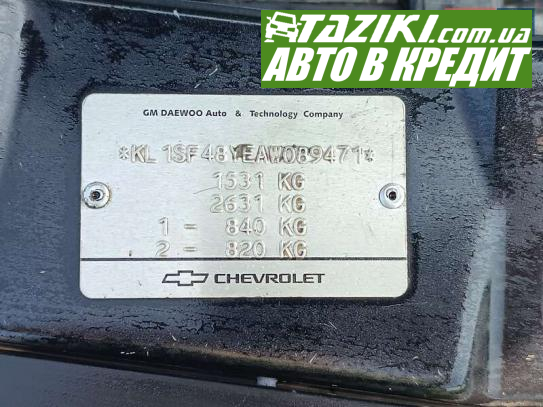 TAZIKI.com.ua
АВТО В КРЕДИТ
GM DAEWOO Auto & Technology Company
*KL1SF48YEAW089471*
1531 KG
2631 KG
1 - 840 KG
2 - 820 KG
CHEVROLET